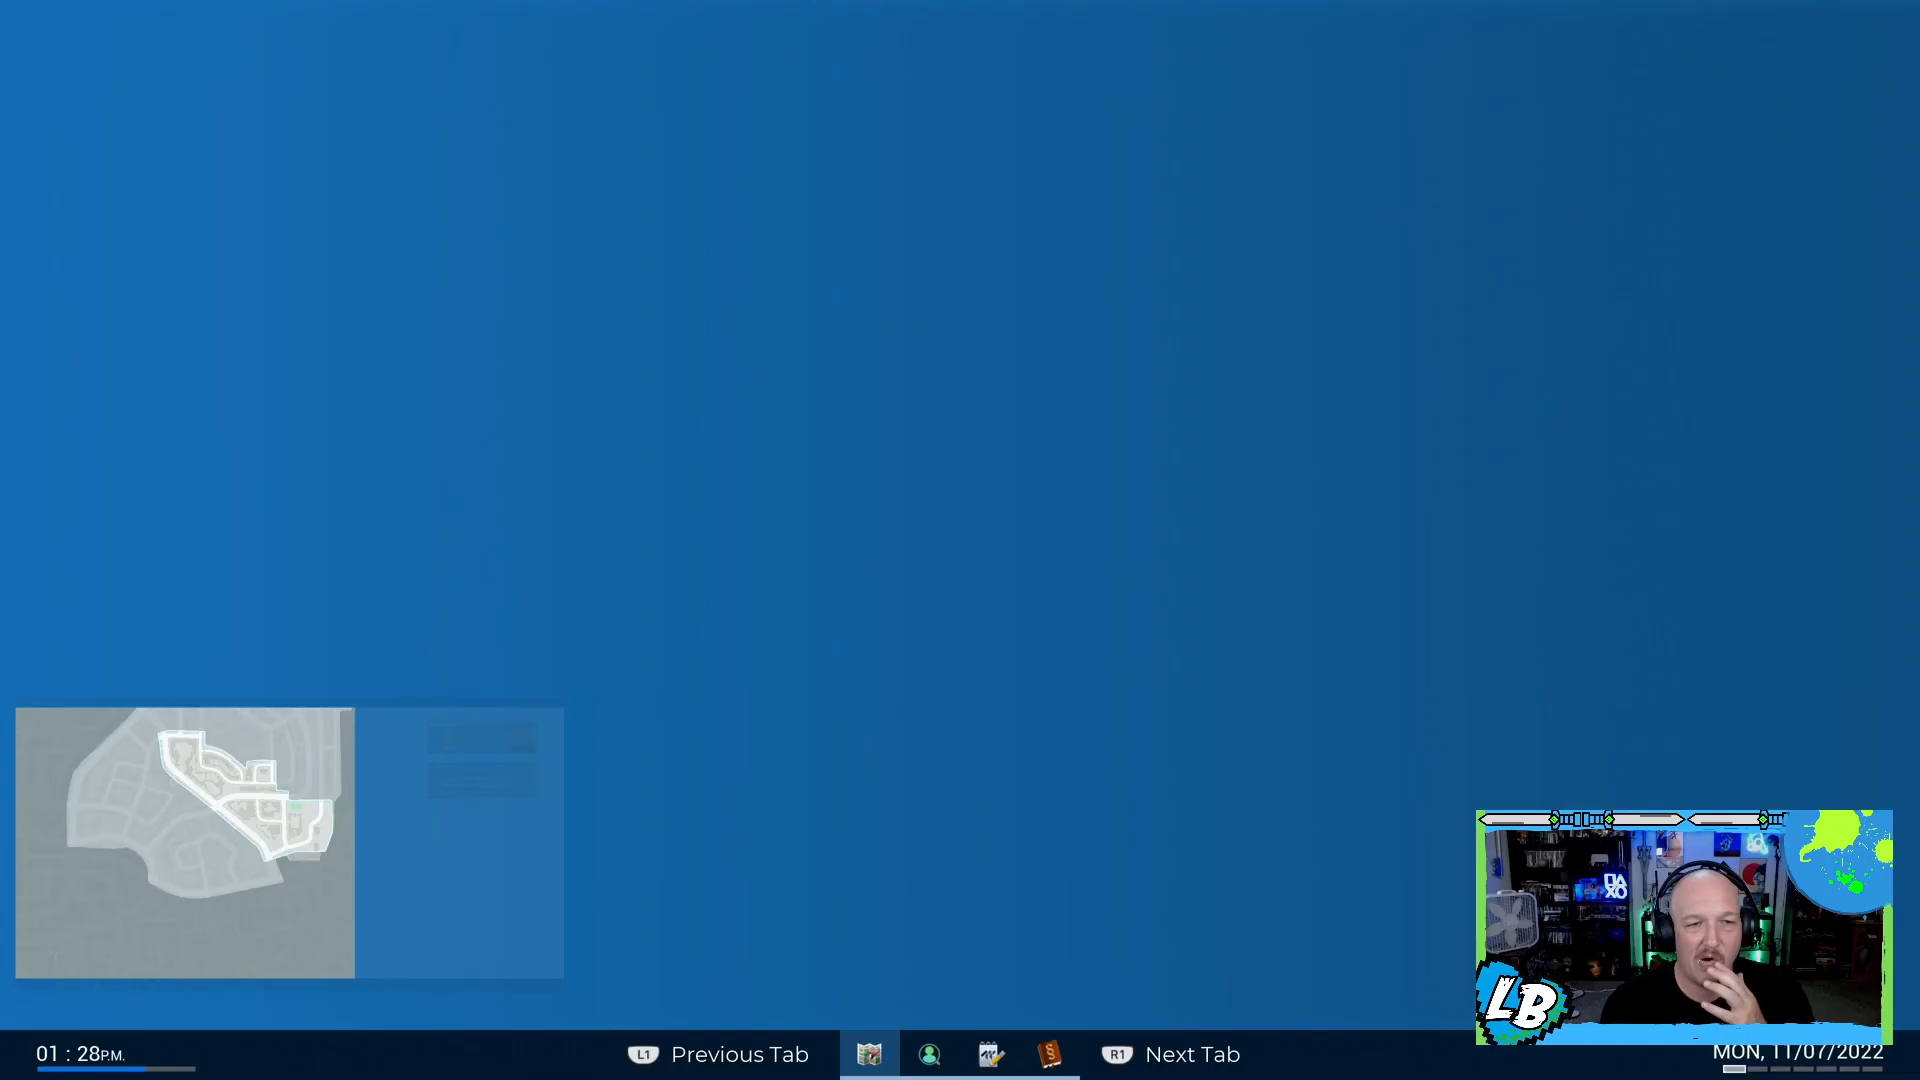 LB
01 : 28P.M.
L1 Previous Tab
R1 Next Tab
MON, 11/07/2022